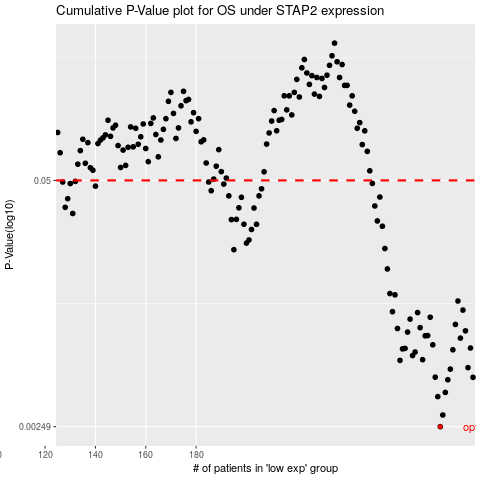 Cumulative P-Value plot for OS under STAP2 expression
P-Value(log10)
0.05
0.00249
op
0
120
140
160
180
# of patients in 'low exp' group